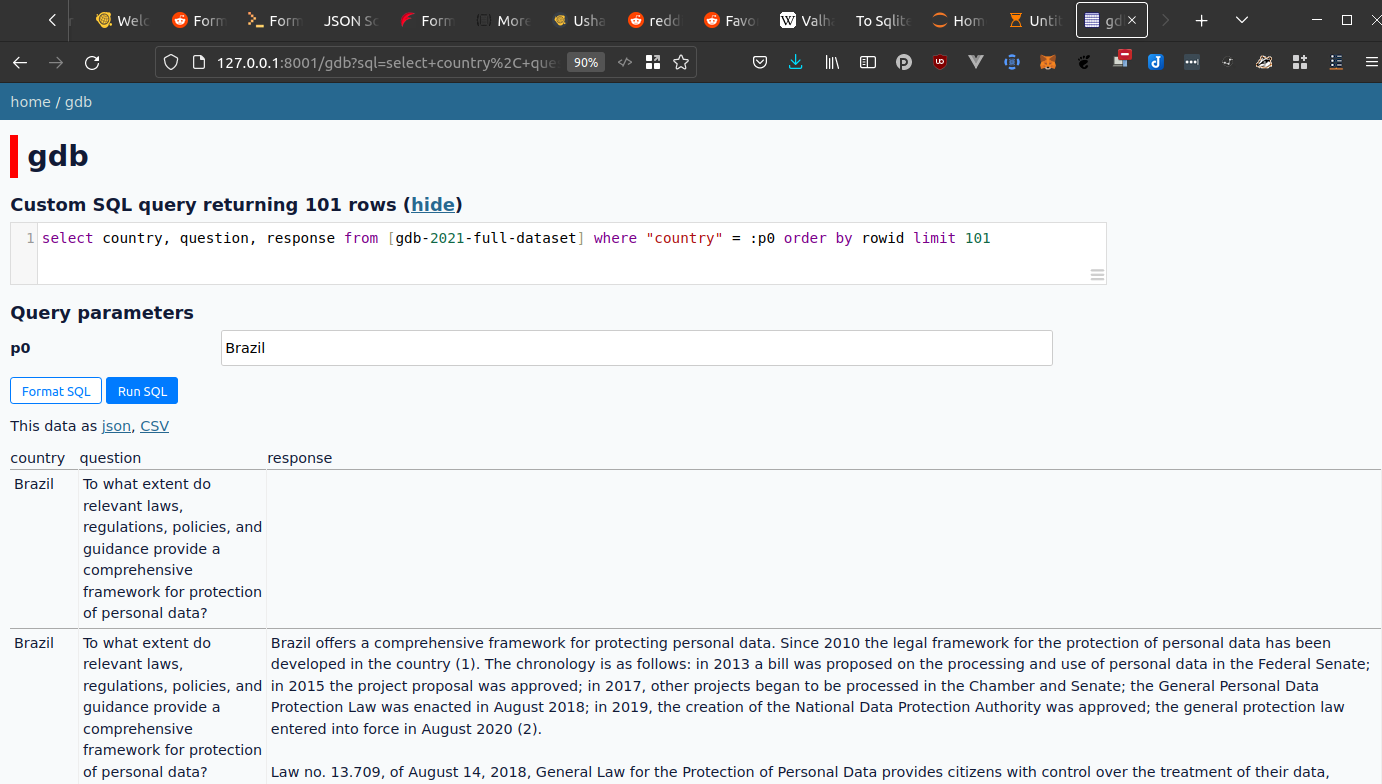 Welc
Form
Form
JSON Sc
Form
More
Usha
redd
Favo
Valha
To Sqlite
Hom
Untit
gd
127.0.0.1:8001/gdb?sql=select+country%2C+que
90%
home / gdb
gdb
Custom SQL query returning 101 rows (hide)
1 select country, question, response from [gdb-2021-full-dataset] where "country" = :p0 order by rowid limit 101
Query parameters
p0 Brazil
Format SQL Run SQL
This data as json, CSV
country question response
Brazil To what extent do
relevant laws,
regulations, policies, and
guidance provide a
comprehensive
framework for protection
of personal data?
Brazil To what extent do
relevant laws,
regulations, policies, and
guidance provide a
comprehensive
framework for protection
of personal data?
Brazil offers a comprehensive framework for protecting personal data. Since 2010 the legal framework for the protection of personal data has been
developed in the country (1). The chronology is as follows: in 2013 a bill was proposed on the processing and use of personal data in the Federal Senate;
in 2015 the project proposal was approved; in 2017, other projects began to be processed in the Chamber and Senate; the General Personal Data
Protection Law was enacted in August 2018; in 2019, the creation of the National Data Protection Authority was approved; the general protection law
entered into force in August 2020 (2).
Law no. 13.709, of August 14, 2018, General Law for the Protection of Personal Data provides citizens with control over the treatment of their data,